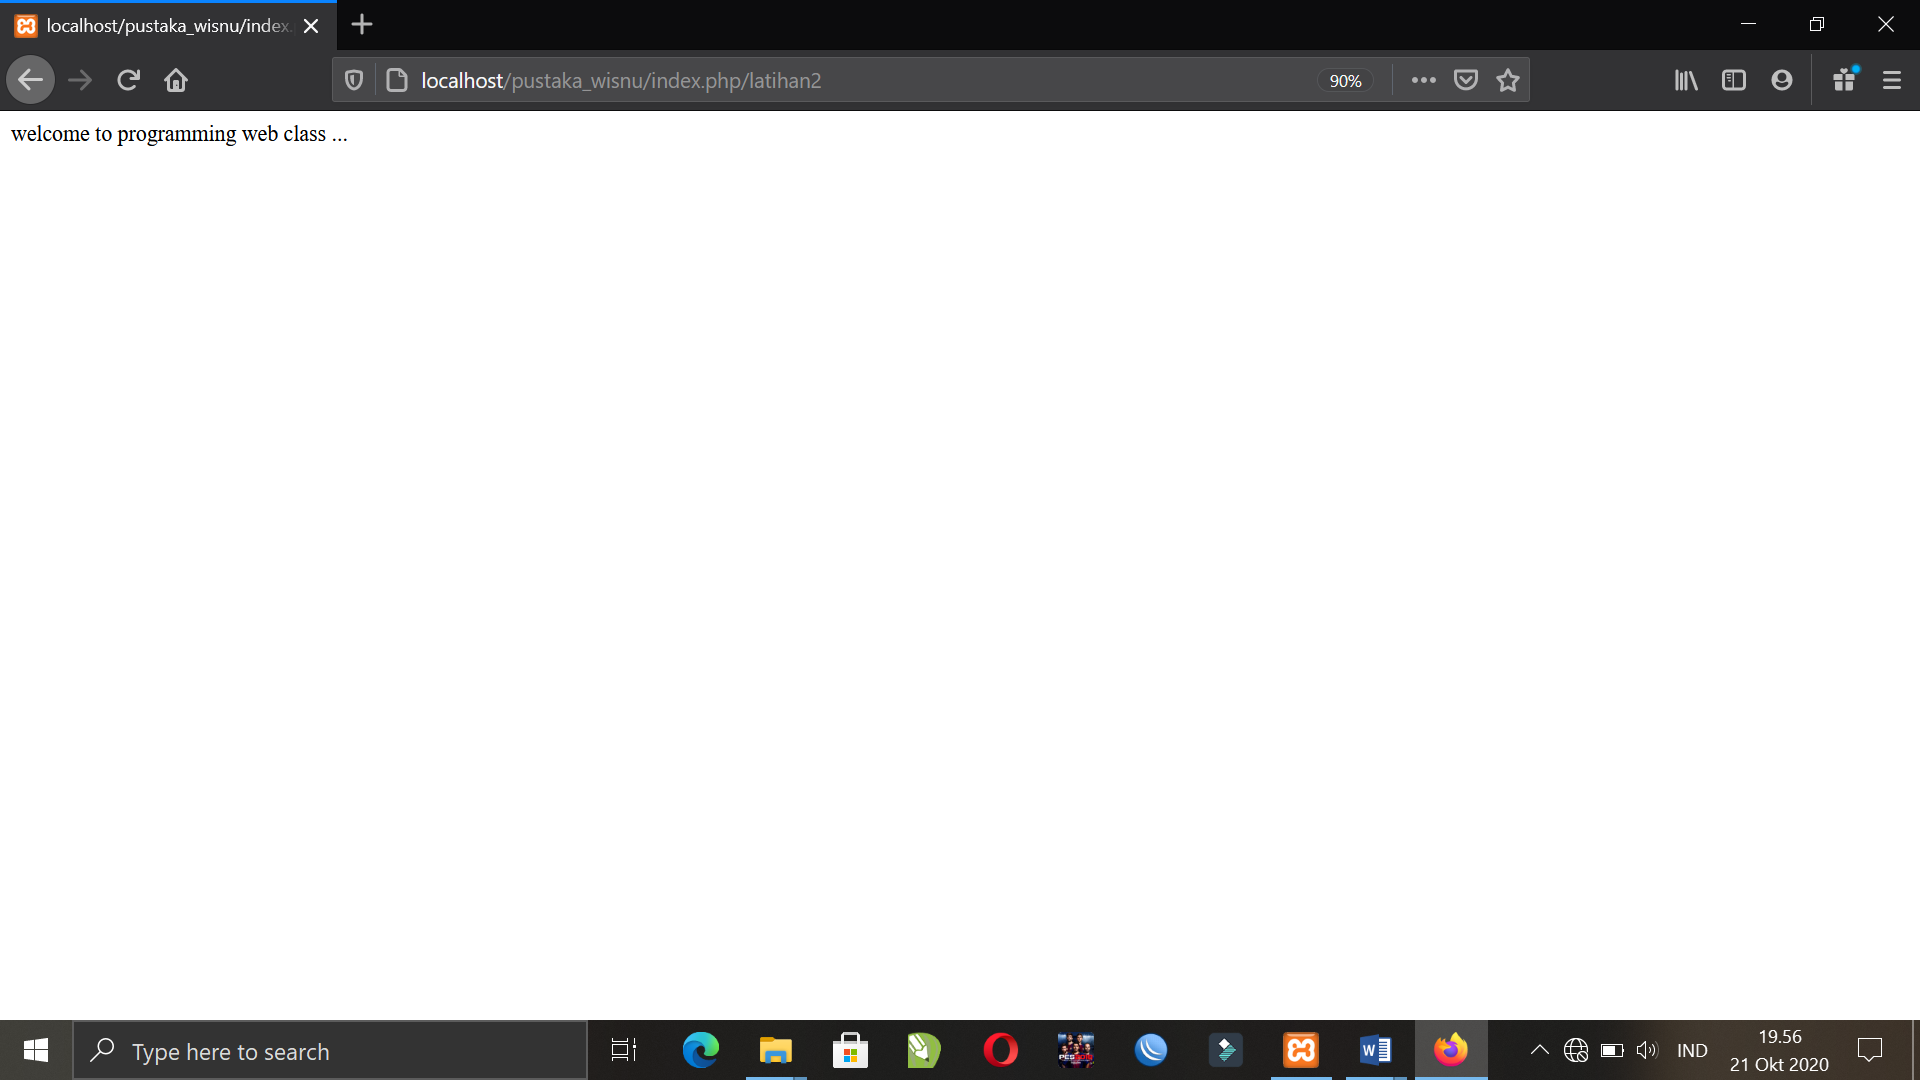 localhost/pustaka_wisnu/index.
localhost/pustaka_wisnu/index.php/latihan2
90%
welcome to programming web class ...
Type here to search
IND
19.56
21 Okt 2020